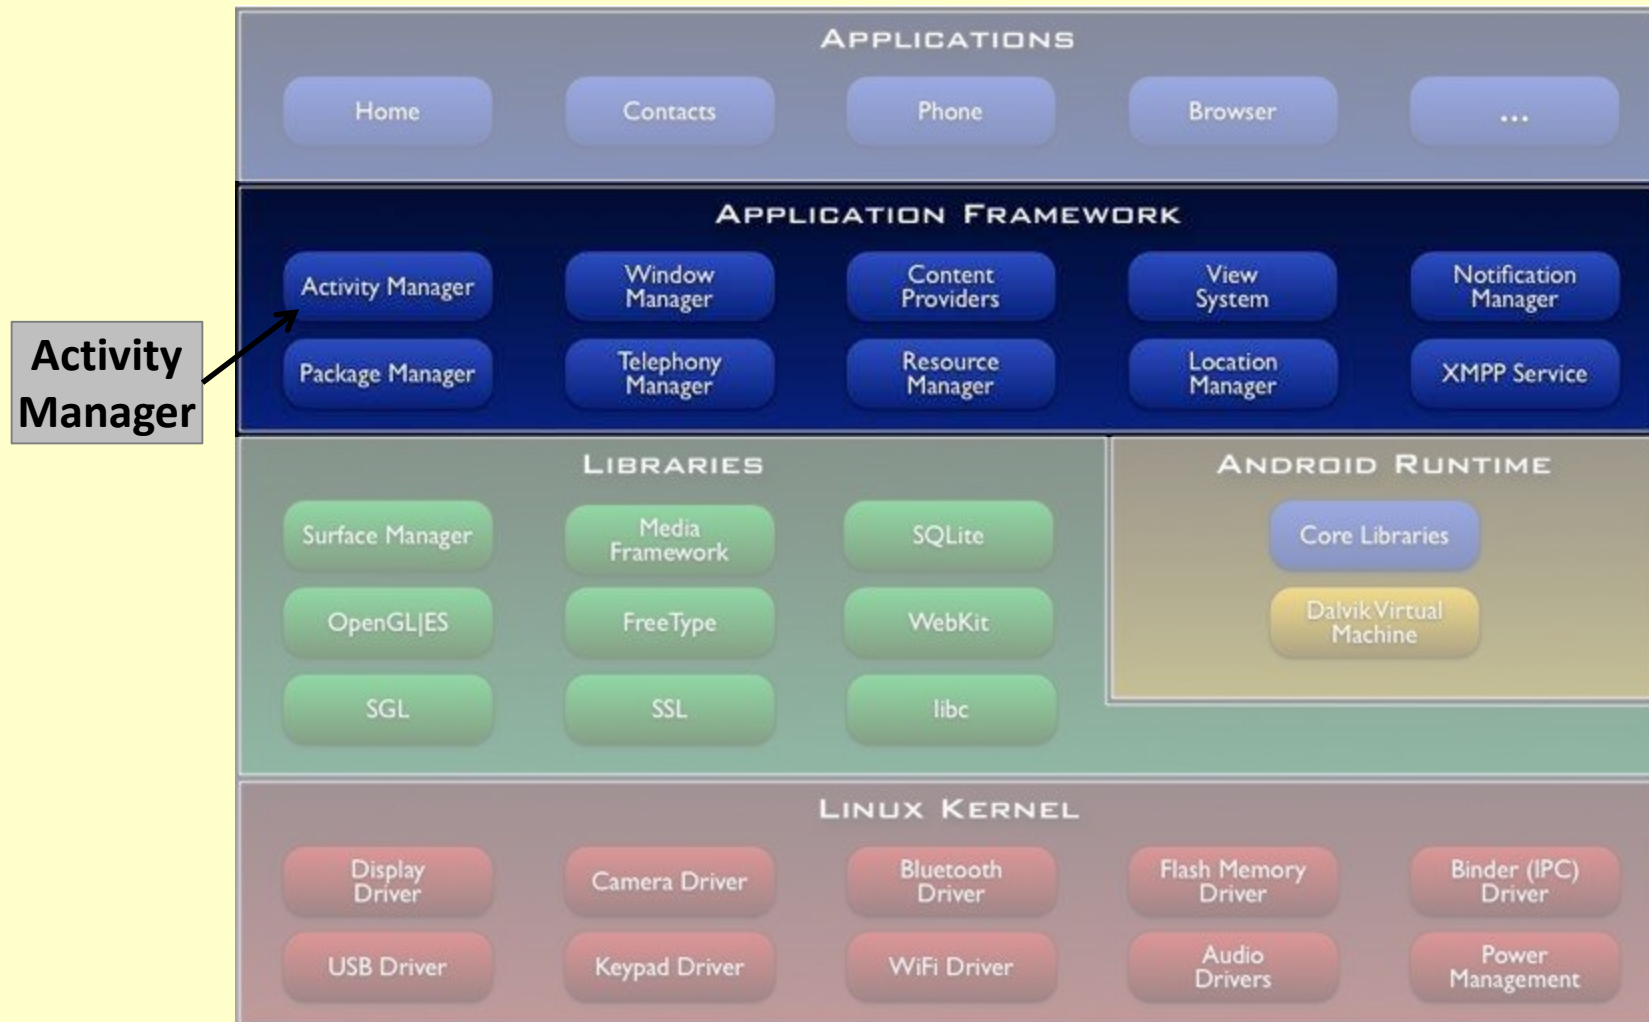 APPLICATIONS
Home
Contacts
Phone
Browser
...
APPLICATION FRAMEWORK
Activity Manager
Window
Manager
Content
Providers
View
System
Notification
Manager
Activity
Manager
Package Manager
Telephony
Manager
Resource
Manager
Location
Manager
XMPP Service
LIBRARIES
Surface Manager
Media
Framework
SQLite
OpenGL|ES
FreeType
WebKit
SGL
SSL
libc
ANDROID RUNTIME
Core Libraries
Dalvik Virtual
Machine
LINUX KERNEL
Display
Driver
Camera Driver
Bluetooth
Driver
Flash Memory
Driver
Binder (IPC)
Driver
USB Driver
Keypad Driver
WiFi Driver
Audio
Drivers
Power
Management